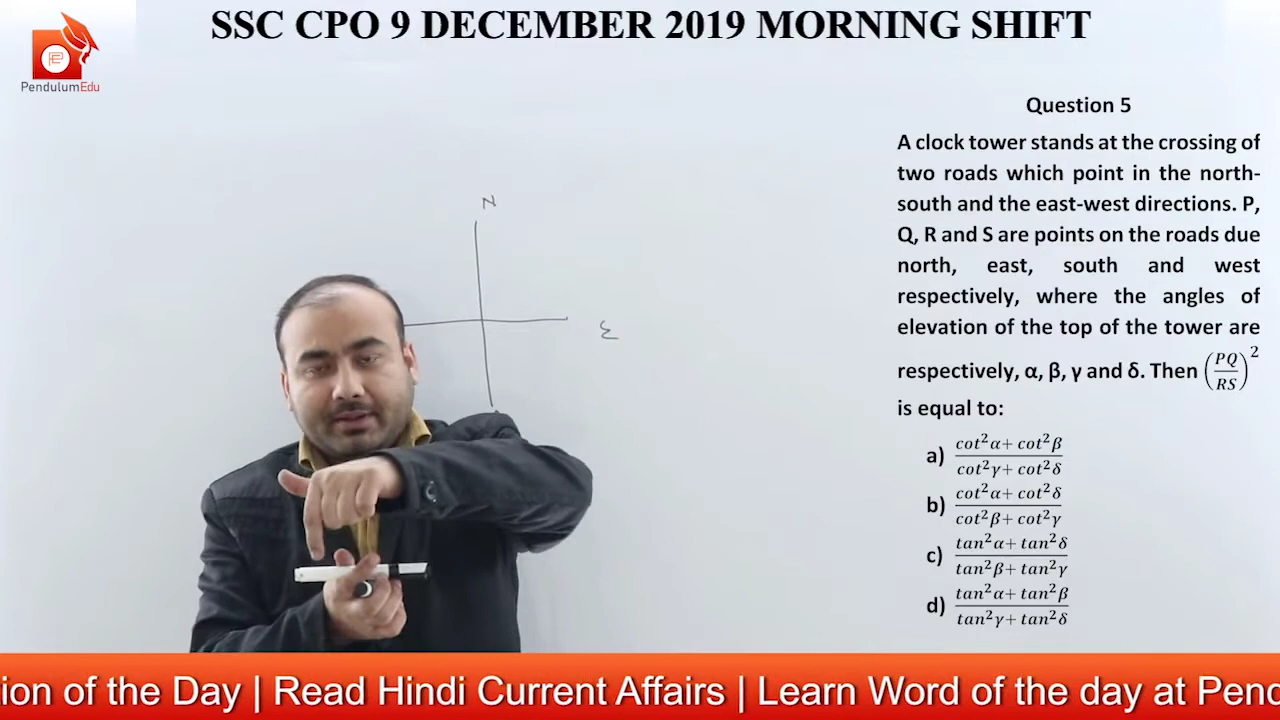 SSC CPO 9 DECEMBER 2019 MORNING SHIFT
PendulumEdu
N
E
Question 5
A clock tower stands at the crossing of
two roads which point in the north-
south and the east-west directions. P,
Q, R and S are points on the roads due
north, east, south and west
respectively, where the angles of
elevation of the top of the tower are
respectively, α, β, γ and δ. Then (PQ/RS)²
is equal to:
a) cot²α+ cot²β / cot²γ+ cot²δ
b) cot²α+ cot²δ / cot²β+ cot²γ
c) tan²α+ tan²δ / tan²β+ tan²γ
d) tan²α+ tan²β / tan²γ+ tan²δ
ion of the Day | Read Hindi Current Affairs | Learn Word of the day at Pend